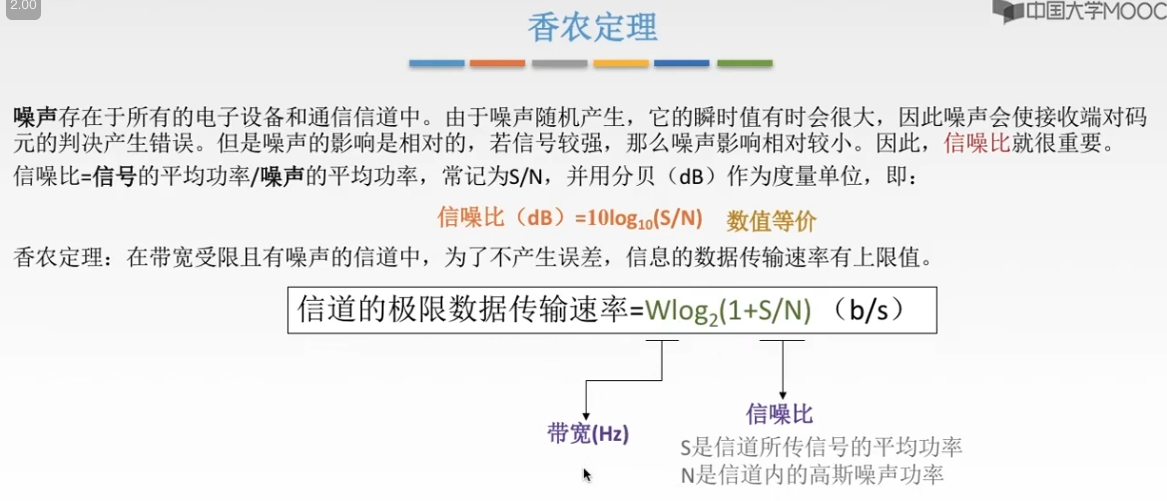 2.00
中国大学MOOC
香农定理
噪声存在于所有的电子设备和通信信道中。由于噪声随机产生，它的瞬时值有时会很大，因此噪声会使接收端对码
元的判决产生错误。但是噪声的影响是相对的，若信号较强，那么噪声影响相对较小。因此，信噪比就很重要。
信噪比=信号的平均功率/噪声的平均功率，常记为S/N，并用分贝（dB）作为度量单位，即：
信噪比（dB）=10log₁₀(S/N) 数值等价
香农定理：在带宽受限且有噪声的信道中，为了不产生误差，信息的数据传输速率有上限值。
信道的极限数据传输速率=Wlog₂(1+S/N) （b/s）
带宽(Hz)
信噪比
S是信道所传信号的平均功率
N是信道内的高斯噪声功率